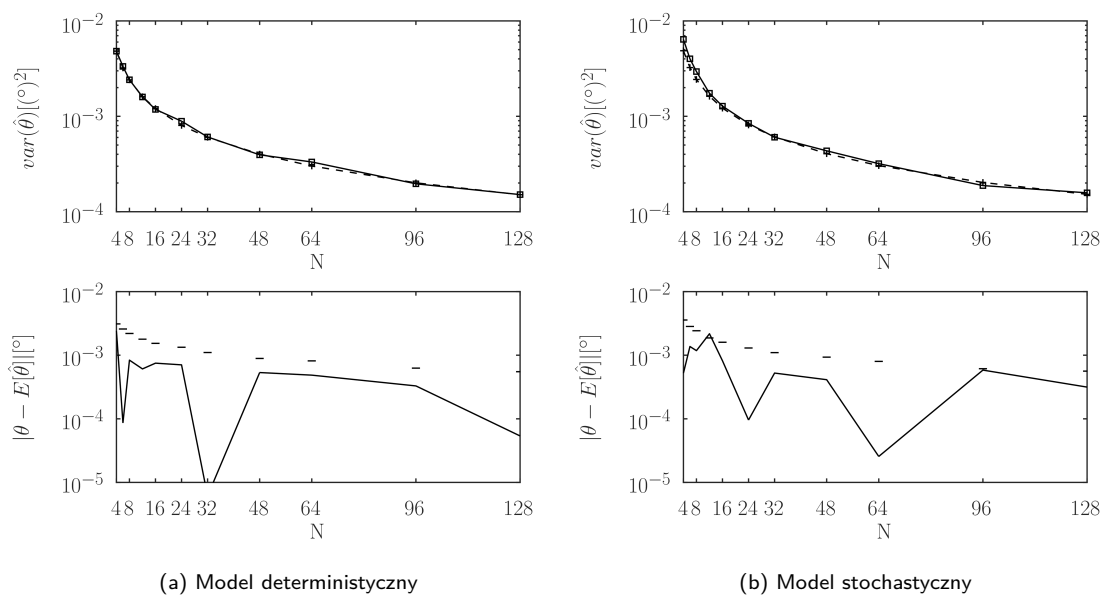 var(θ̂)[(°)²]
10⁻²
10⁻³
10⁻⁴
4 8 16 24 32 48 64 96 128
N
var(θ̂)[(°)²]
10⁻²
10⁻³
10⁻⁴
4 8 16 24 32 48 64 96 128
N
|θ − E[θ̂]|[°]
10⁻²
10⁻³
10⁻⁴
10⁻⁵
4 8 16 24 32 48 64 96 128
N
|θ − E[θ̂]|[°]
10⁻²
10⁻³
10⁻⁴
10⁻⁵
4 8 16 24 32 48 64 96 128
N
(a) Model deterministyczny
(b) Model stochastyczny